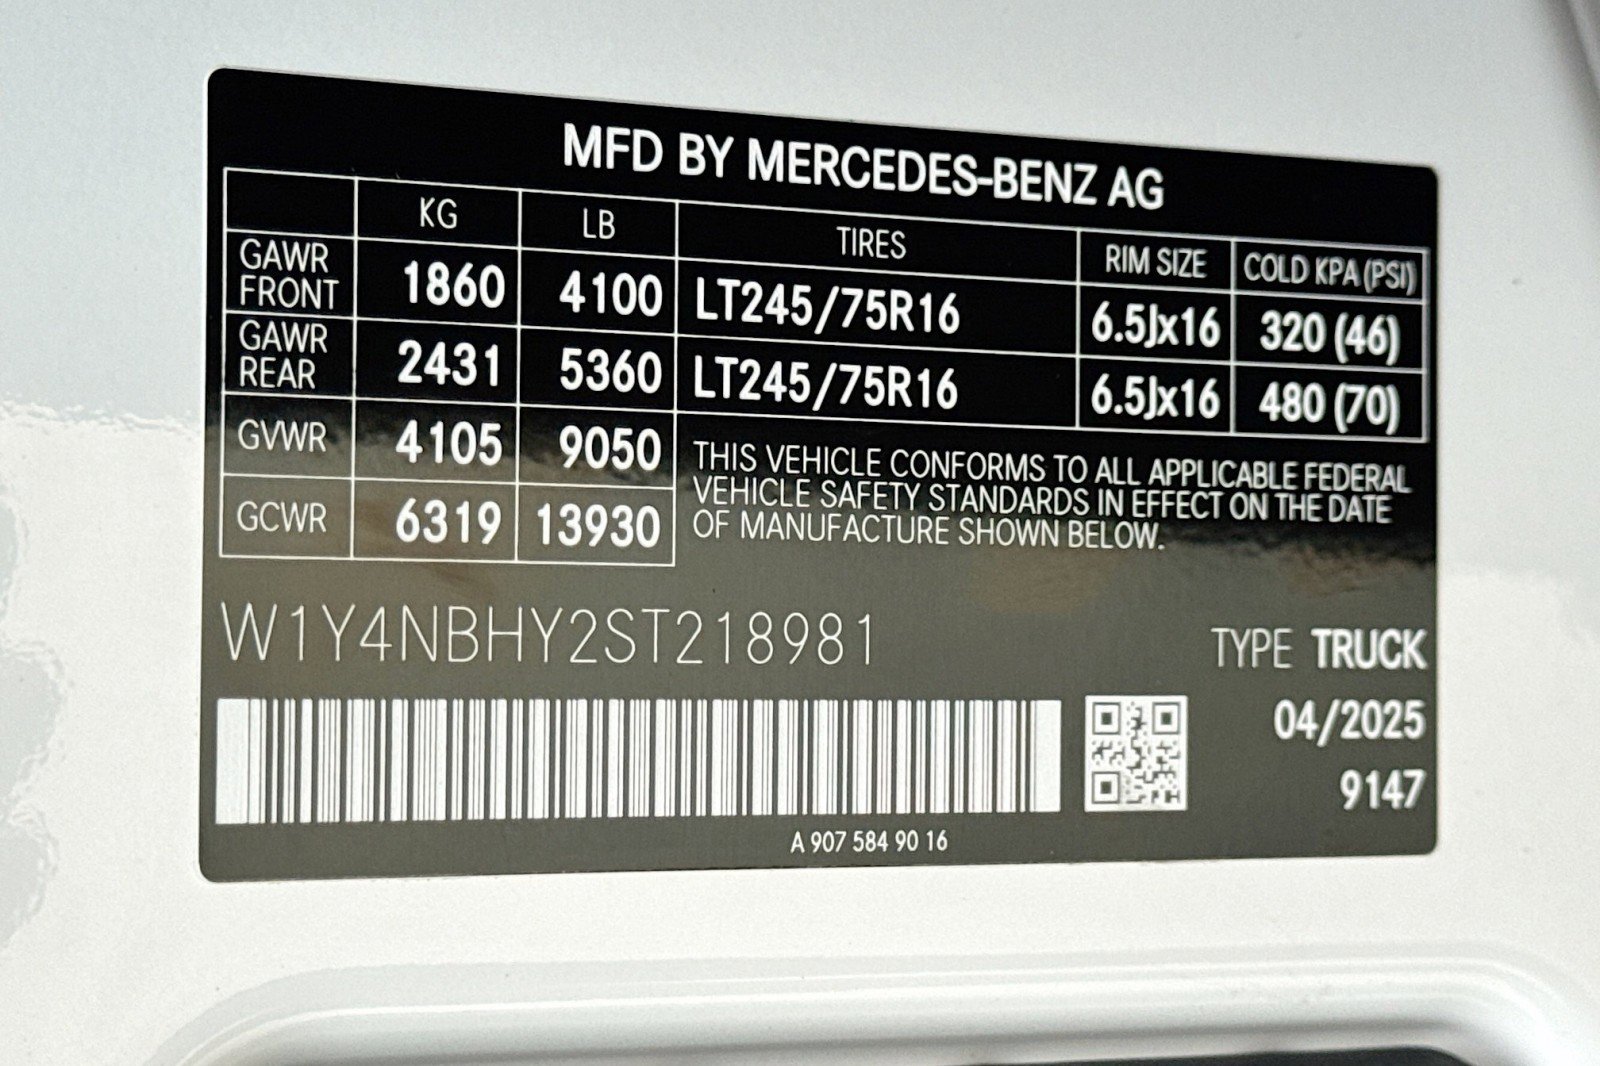 MFD BY MERCEDES-BENZ AG
KG LB TIRES RIM SIZE COLD KPA (PSI)
GAWR FRONT 1860 4100 LT245/75R16 6.5Jx16 320 (46)
GAWR REAR 2431 5360 LT245/75R16 6.5Jx16 480 (70)
GVWR 4105 9050
GCWR 6319 13930
THIS VEHICLE CONFORMS TO ALL APPLICABLE FEDERAL
VEHICLE SAFETY STANDARDS IN EFFECT ON THE DATE
OF MANUFACTURE SHOWN BELOW.
W1Y4NBHY2ST218981
TYPE TRUCK
04/2025
9147
A 907 584 90 16